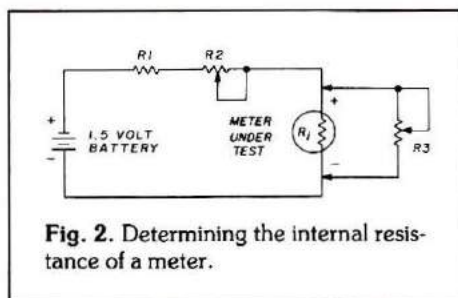 R1
R2
+
1.5 VOLT
BATTERY
-
METER
UNDER
TEST
+
Ri
-
R3
Fig. 2. Determining the internal resis-
tance of a meter.